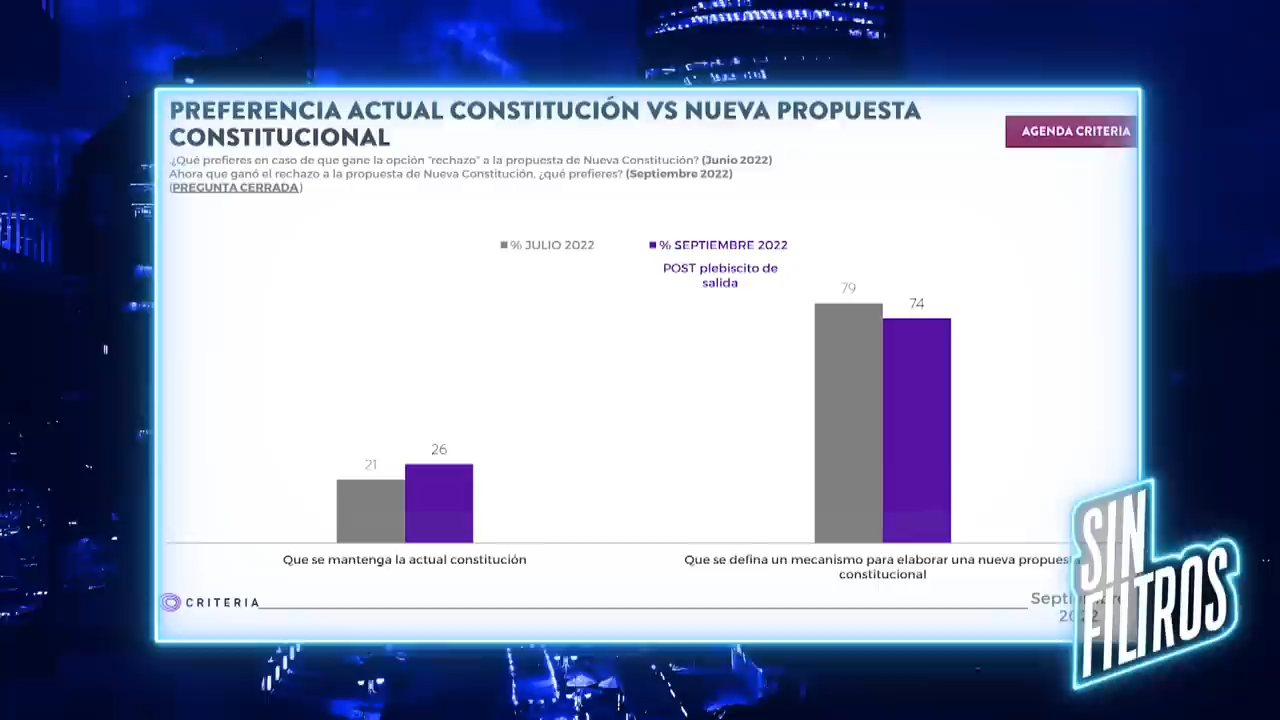 PREFERENCIA ACTUAL CONSTITUCIÓN VS NUEVA PROPUESTA
CONSTITUCIONAL
AGENDA CRITERIA
¿Qué prefieres en caso de que gane la opción "rechazo" a la propuesta de Nueva Constitución? (Junio 2022)
Ahora que ganó el rechazo a la propuesta de Nueva Constitución, ¿qué prefieres? (Septiembre 2022)
(PREGUNTA CERRADA)
% JULIO 2022
% SEPTIEMBRE 2022
POST plebiscito de
salida
79
74
26
21
Que se mantenga la actual constitución
Que se defina un mecanismo para elaborar una nueva propuesta
constitucional
CRITERIA
Septiembre
2022
SIN
FILTROS